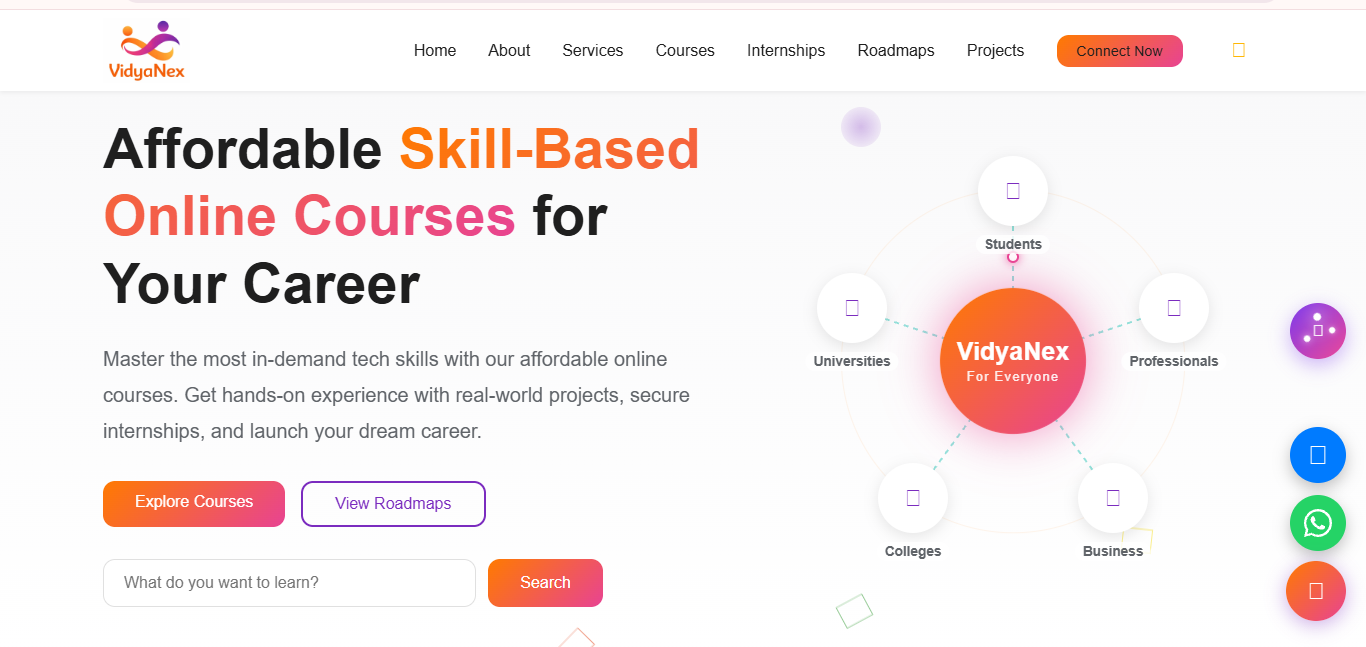 VidyaNex
Home
About
Services
Courses
Internships
Roadmaps
Projects
Connect Now
Affordable Skill-Based
Online Courses for
Your Career
Master the most in-demand tech skills with our affordable online
courses. Get hands-on experience with real-world projects, secure
internships, and launch your dream career.
Explore Courses
View Roadmaps
What do you want to learn?
Search
Students
Universities
VidyaNex
For Everyone
Professionals
Colleges
Business